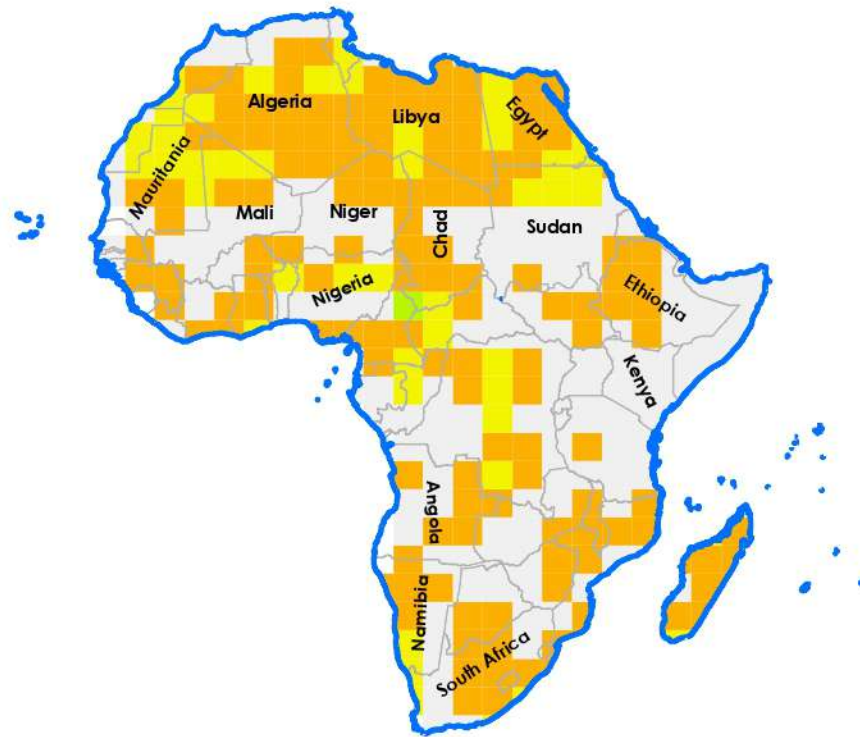 Algeria
Libya
Egypt
Mauritania
Mali
Niger
Chad
Sudan
Nigeria
Ethiopia
Kenya
Angola
Namibia
South Africa